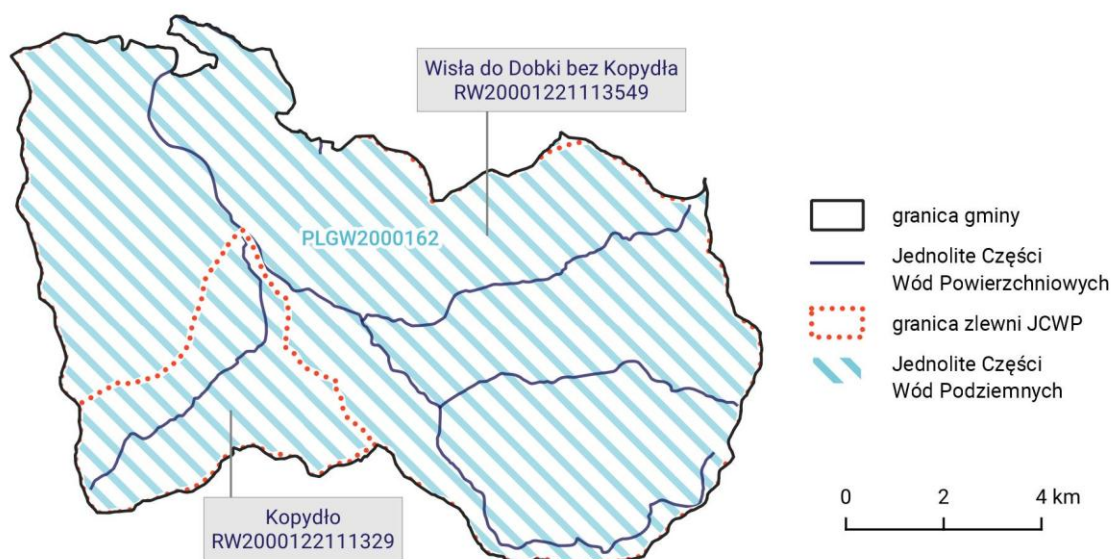 Wisła do Dobki bez Kopydła
RW20001221113549
PLGW2000162
Kopydło
RW2000122111329
granica gminy
Jednolite Części
Wód Powierzchniowych
granica zlewni JCWP
Jednolite Części
Wód Podziemnych
0 2 4 km